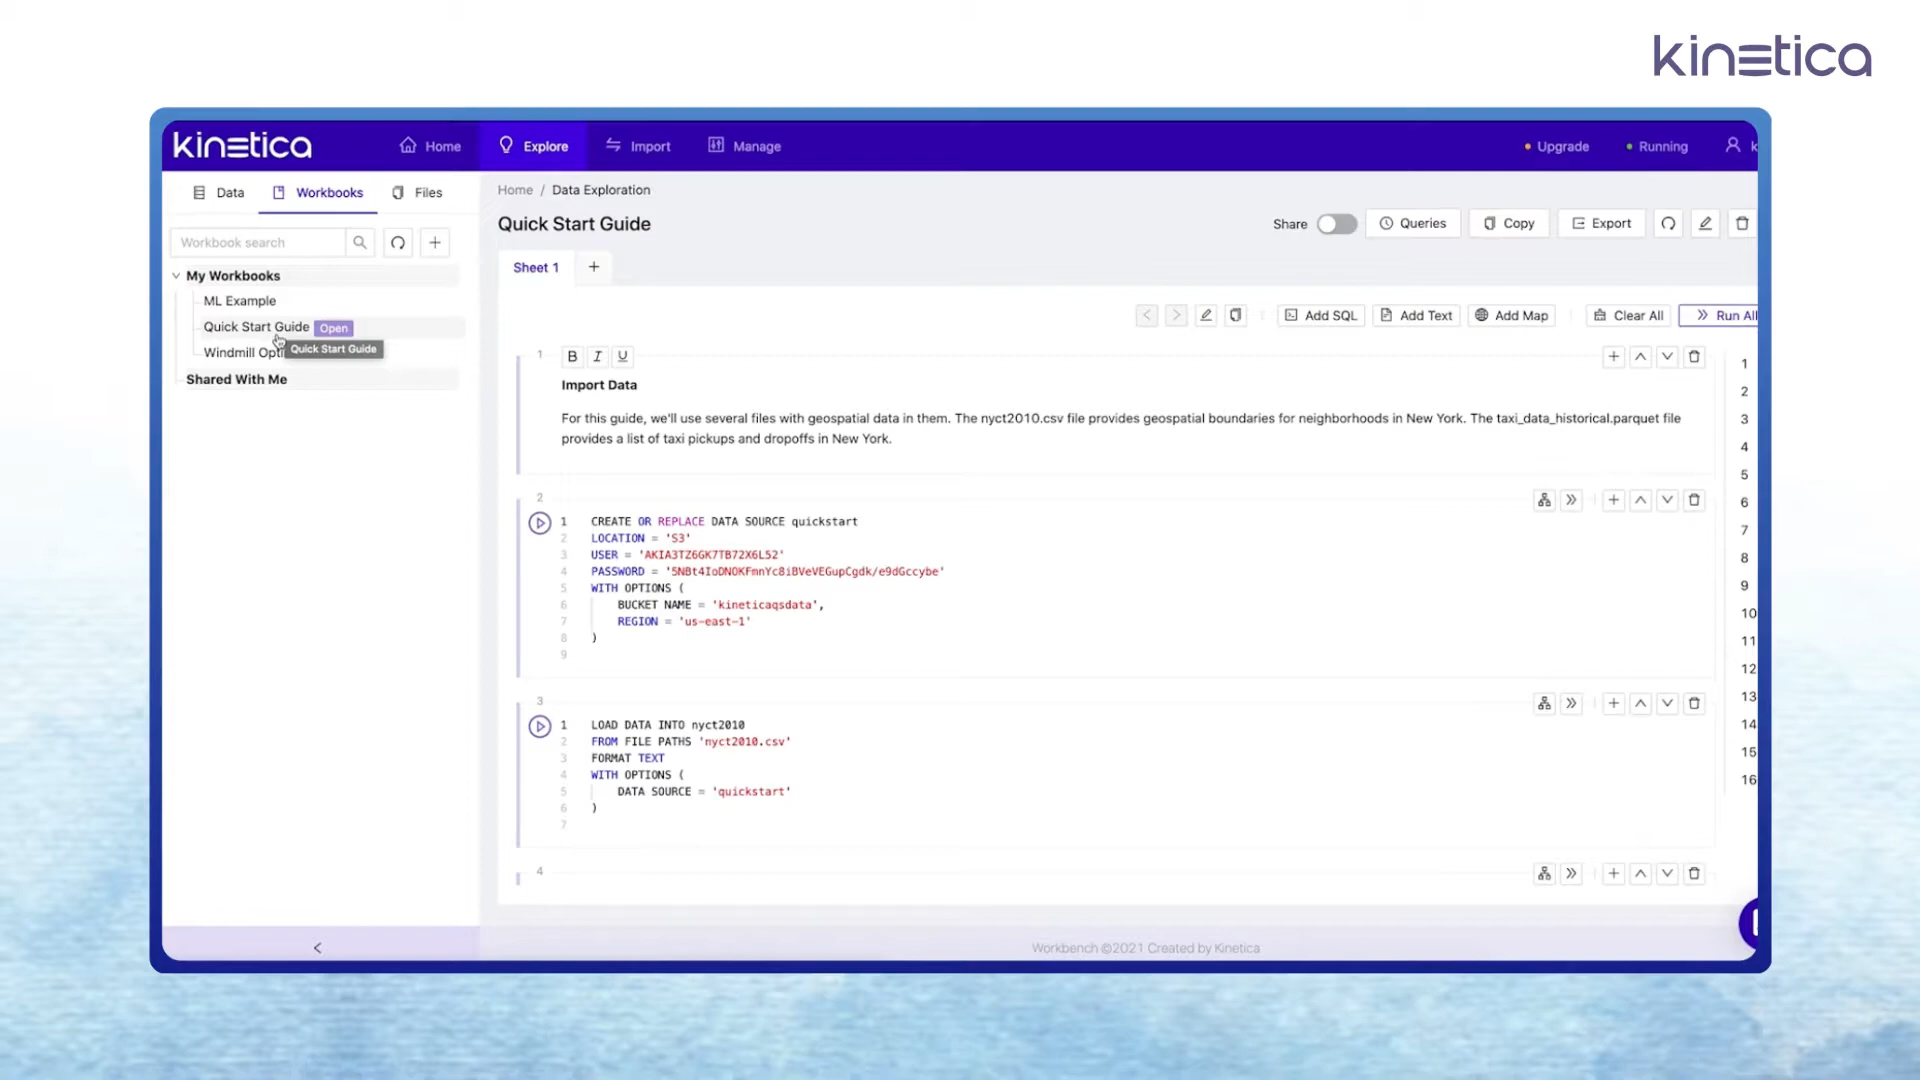 kinetica
kinetica
Home
Explore
Import
Manage
Upgrade
Running
k
Data
Workbooks
Files
Home / Data Exploration
Quick Start Guide
Share
Queries
Copy
Export
Workbook search
Sheet 1
My Workbooks
ML Example
Quick Start Guide
Open
Quick Start Guide
Windmill Opti
Shared With Me
Add SQL
Add Text
Add Map
Clear All
Run All
1
B I U
Import Data
For this guide, we'll use several files with geospatial data in them. The nyct2010.csv file provides geospatial boundaries for neighborhoods in New York. The taxi_data_historical.parquet file
provides a list of taxi pickups and dropoffs in New York.
2
1 CREATE OR REPLACE DATA SOURCE quickstart
2 LOCATION = 'S3'
3 USER = 'AKIA3TZ6GK7TB72X6L52'
4 PASSWORD = '5NBt4IoDNOKFmnYc8iBVeVEGupCgdk/e9dGccybe'
5 WITH OPTIONS (
6 BUCKET NAME = 'kineticaqsdata',
7 REGION = 'us-east-1'
8 )
9
3
1 LOAD DATA INTO nyct2010
2 FROM FILE PATHS 'nyct2010.csv'
3 FORMAT TEXT
4 WITH OPTIONS (
5 DATA SOURCE = 'quickstart'
6 )
7
4
1
2
3
4
5
6
7
8
9
10
11
12
13
14
15
16
Workbench ©2021 Created by Kinetica